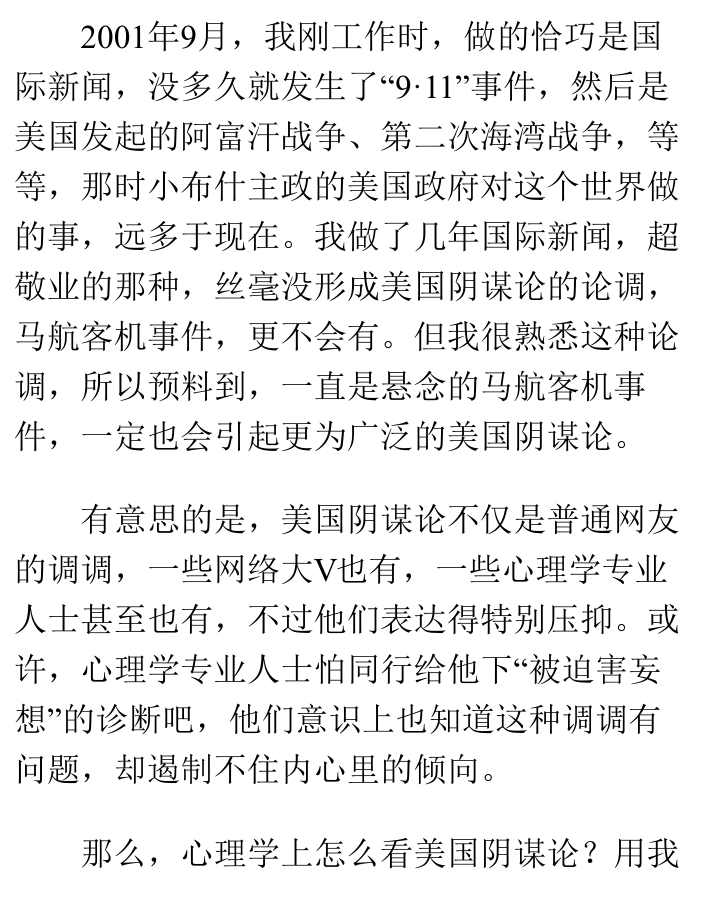 2001年9月，我刚工作时，做的恰巧是国
际新闻，没多久就发生了“9·11”事件，然后是
美国发起的阿富汗战争、第二次海湾战争，等
等，那时小布什主政的美国政府对这个世界做
的事，远多于现在。我做了几年国际新闻，超
敬业的那种，丝毫没形成美国阴谋论的论调，
马航客机事件，更不会有。但我很熟悉这种论
调，所以预料到，一直是悬念的马航客机事
件，一定也会引起更为广泛的美国阴谋论。
有意思的是，美国阴谋论不仅是普通网友
的调调，一些网络大V也有，一些心理学专业
人士甚至也有，不过他们表达得特别压抑。或
许，心理学专业人士怕同行给他下“被迫害妄
想”的诊断吧，他们意识上也知道这种调调有
问题，却遏制不住内心里的倾向。
那么，心理学上怎么看美国阴谋论？用我